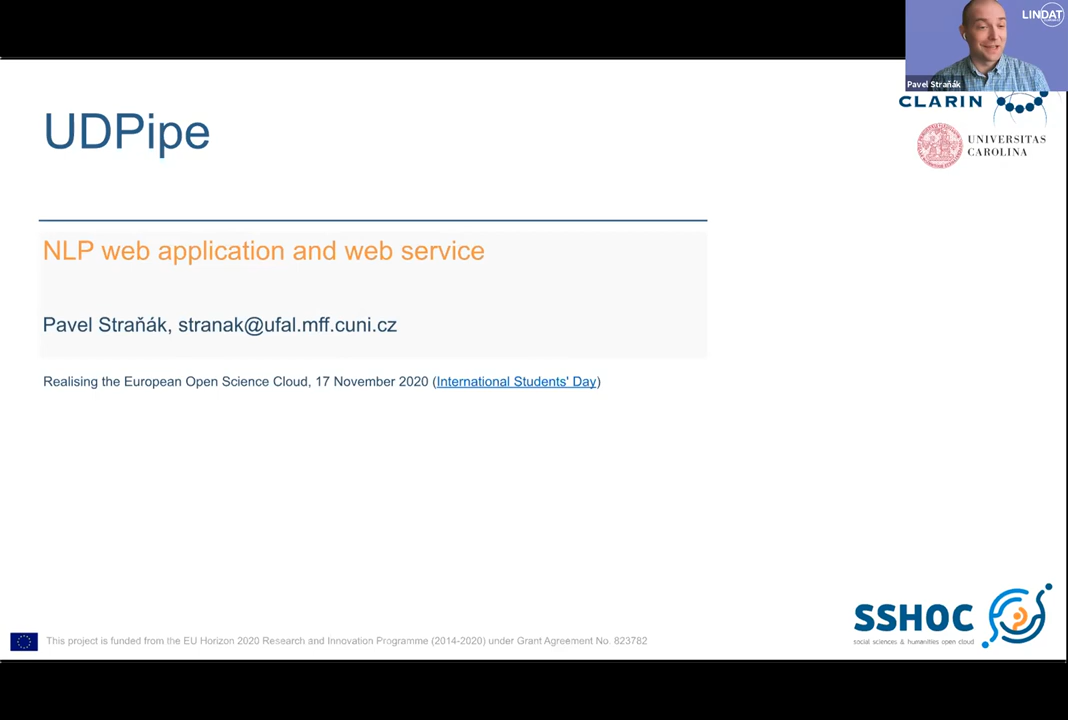 LINDAT
Pavel Straňák
CLARIN
UNIVERSITAS
CAROLINA
UDPipe
NLP web application and web service
Pavel Straňák, stranak@ufal.mff.cuni.cz
Realising the European Open Science Cloud, 17 November 2020 (International Students' Day)
SSHOC
social sciences & humanities open cloud
This project is funded from the EU Horizon 2020 Research and Innovation Programme (2014-2020) under Grant Agreement No. 823782